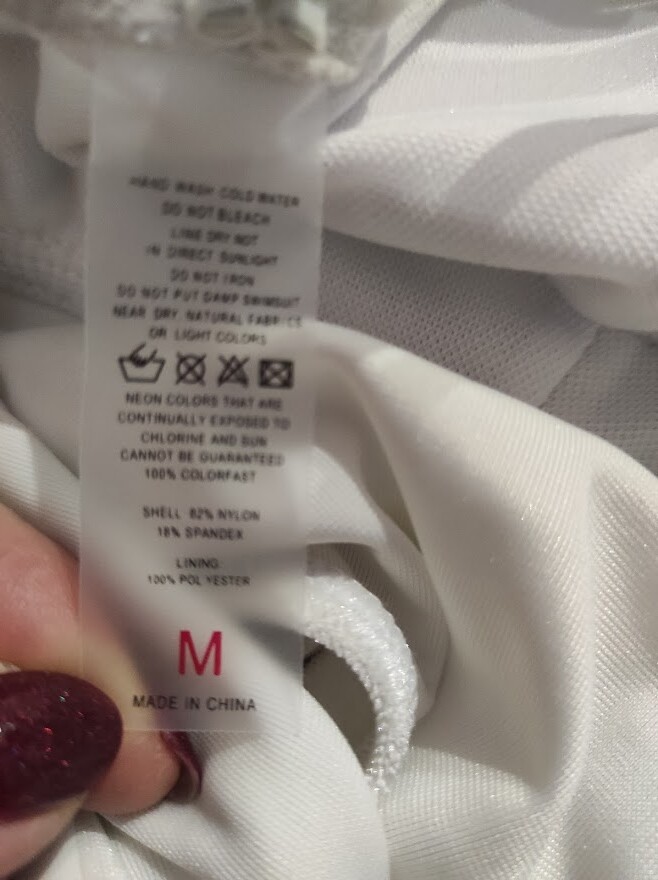 HAND WASH COLD WATER
DO NOT BLEACH
LINE DRY NOT
IN DIRECT SUNLIGHT
DO NOT IRON
DO NOT PUT DAMP SWIMSUIT
NEAR DRY, NATURAL FABRICS
OR LIGHT COLORS
NEON COLORS THAT ARE
CONTINUALLY EXPOSED TO
CHLORINE AND SUN
CANNOT BE GUARANTEED
100% COLORFAST
SHELL: 82% NYLON
18% SPANDEX
LINING:
100% POLYESTER
M
MADE IN CHINA